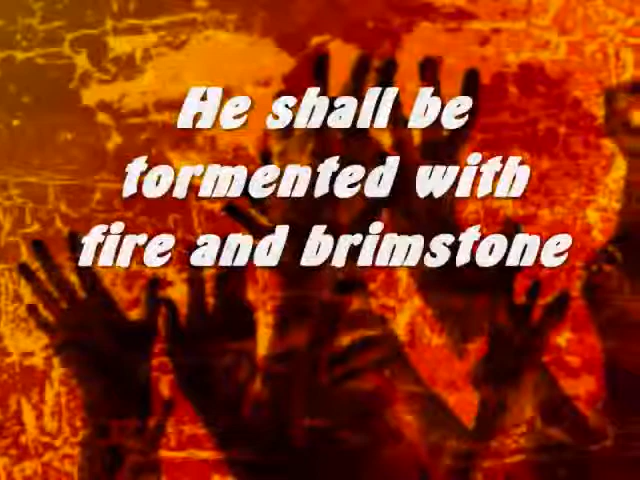 He shall be
tormented with
fire and brimstone